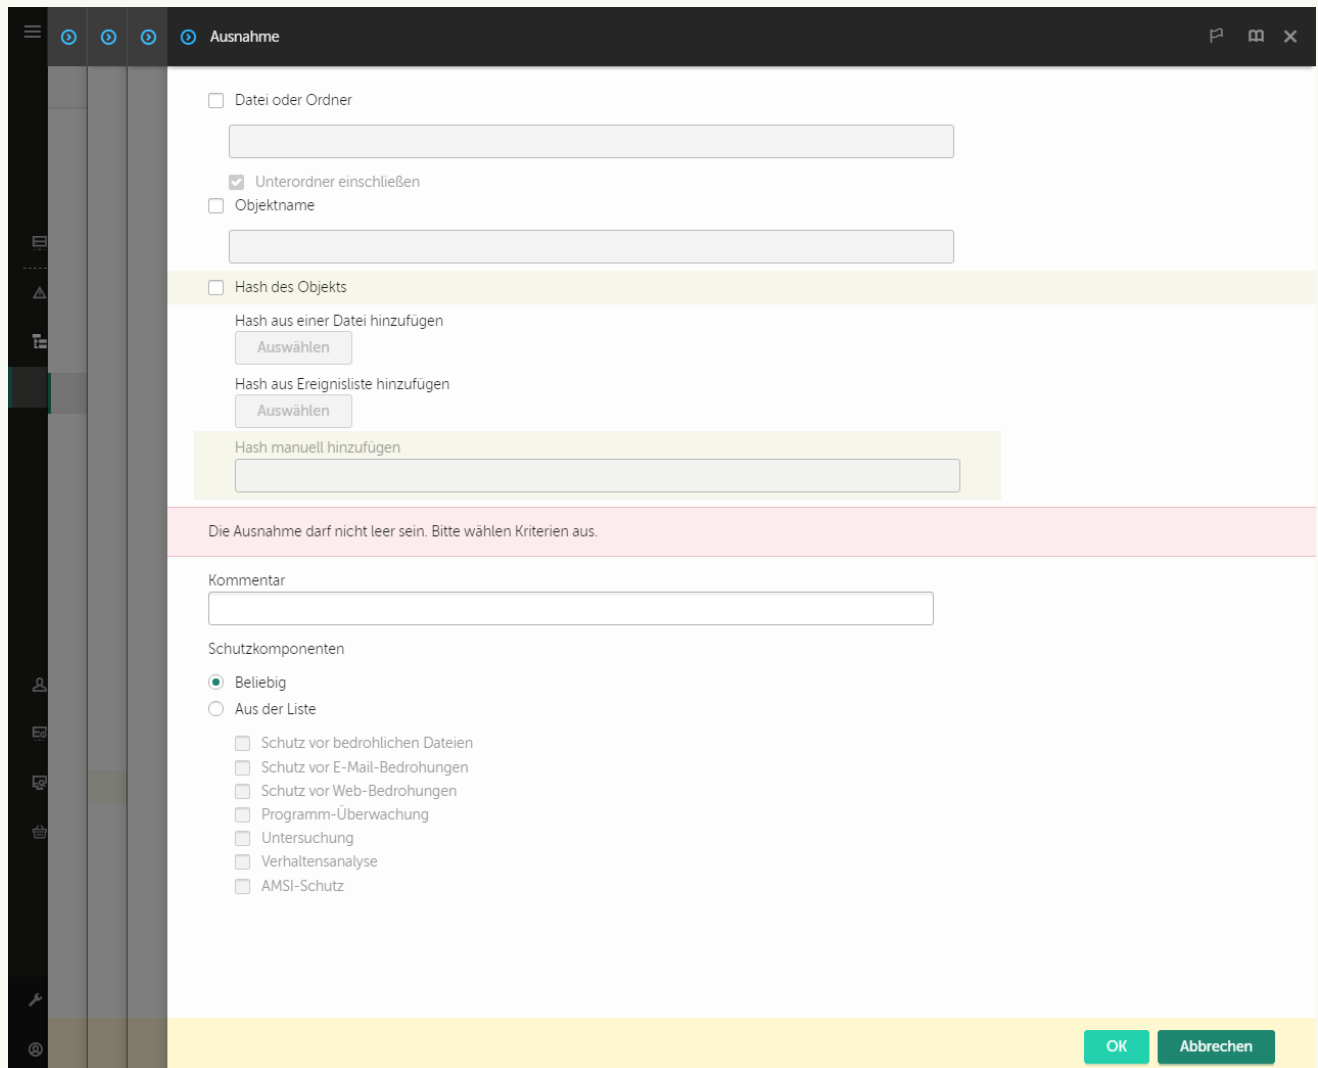 Ausnahme
Datei oder Ordner
Unterordner einschließen
Objektname
Hash des Objekts
Hash aus einer Datei hinzufügen
Auswählen
Hash aus Ereignisliste hinzufügen
Auswählen
Hash manuell hinzufügen
Die Ausnahme darf nicht leer sein. Bitte wählen Kriterien aus.
Kommentar
Schutzkomponenten
Beliebig
Aus der Liste
Schutz vor bedrohlichen Dateien
Schutz vor E-Mail-Bedrohungen
Schutz vor Web-Bedrohungen
Programm-Überwachung
Untersuchung
Verhaltensanalyse
AMSI-Schutz
OK Abbrechen